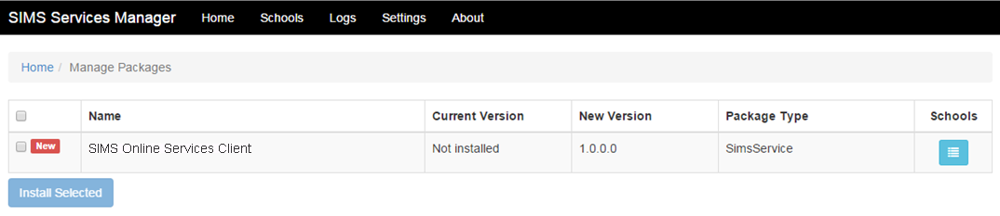 SIMS Services Manager Home Schools Logs Settings About
Home / Manage Packages
Name Current Version New Version Package Type Schools
New SIMS Online Services Client Not installed 1.0.0.0 SimsService
Install Selected